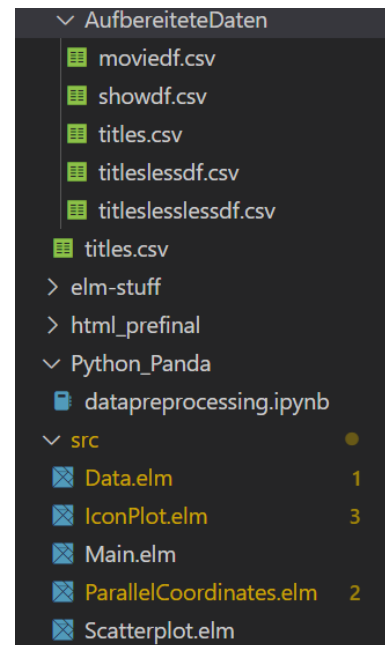 AufbereiteteDaten
moviedf.csv
showdf.csv
titles.csv
titleslessdf.csv
titleslesslessdf.csv
titles.csv
elm-stuff
html_prefinal
Python_Panda
datapreprocessing.ipynb
src
Data.elm 1
IconPlot.elm 3
Main.elm
ParallelCoordinates.elm 2
Scatterplot.elm